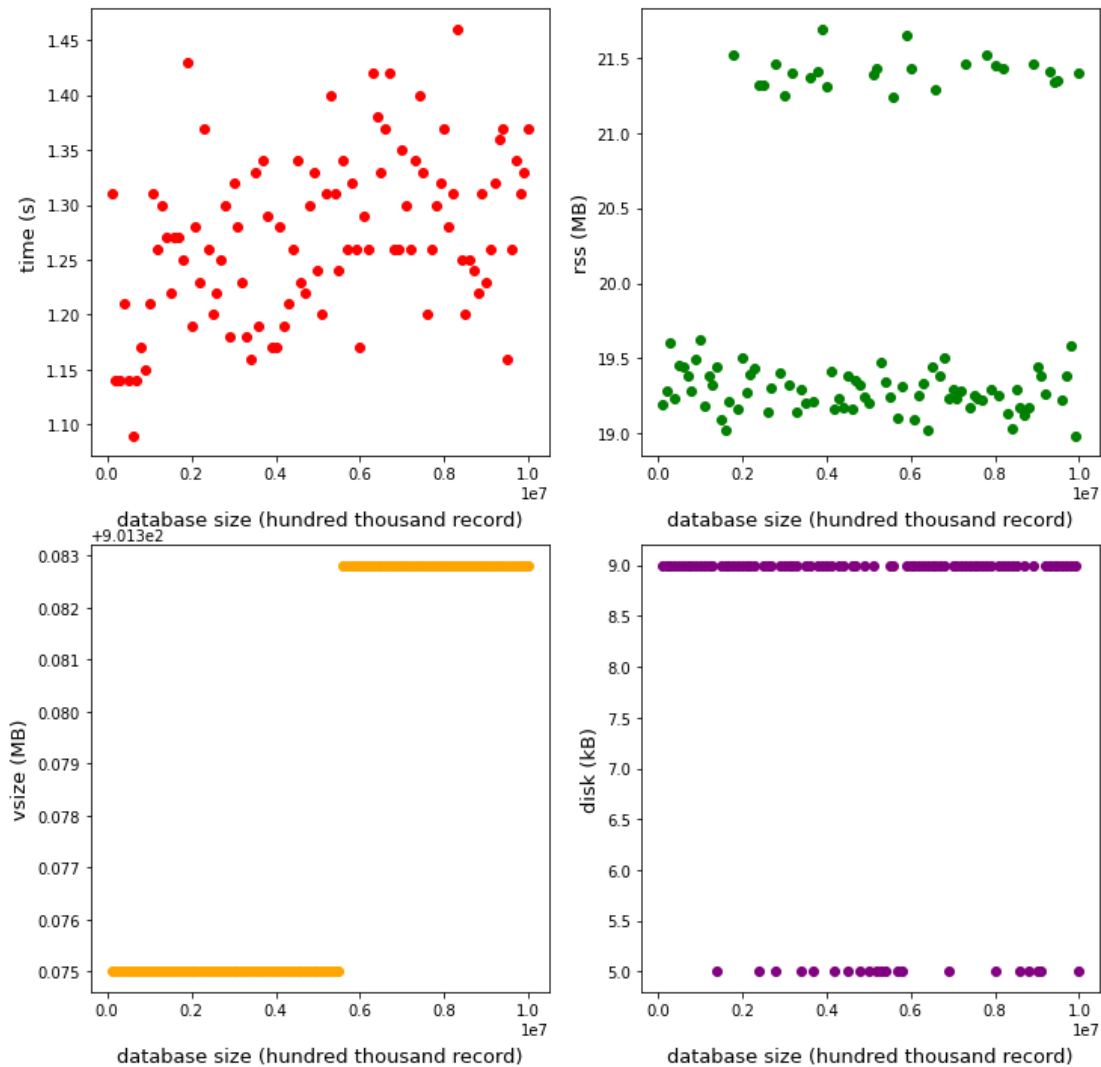 1.45
1.40
1.35
1.30
1.25
1.20
1.15
1.10
time (s)
0.0 0.2 0.4 0.6 0.8 1.0
1e7
database size (hundred thousand record)
21.5
21.0
20.5
20.0
19.5
19.0
rss (MB)
0.0 0.2 0.4 0.6 0.8 1.0
1e7
database size (hundred thousand record)
+9.013e2
0.083
0.082
0.081
0.080
0.079
0.078
0.077
0.076
0.075
vsize (MB)
0.0 0.2 0.4 0.6 0.8 1.0
1e7
database size (hundred thousand record)
9.0
8.5
8.0
7.5
7.0
6.5
6.0
5.5
5.0
disk (kB)
0.0 0.2 0.4 0.6 0.8 1.0
1e7
database size (hundred thousand record)